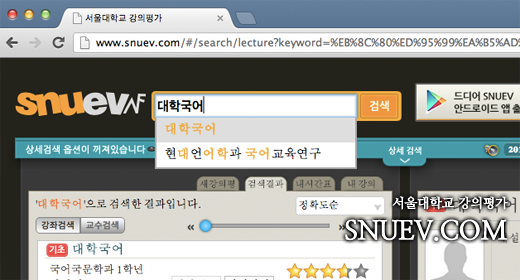 서울대학교 강의평가
www.snuev.com/#/search/lecture?keyword=%EB%8C%80%ED%95%99%EA%B5%AD
snuev
대학국어
검색
드디어 SNUEV
안드로이드 앱 출
대학국어
현대언어학과 국어교육연구
상세검색 옵션이 꺼져있습니다
상세 검색
새강의평
검색결과
내시간표
내 강의
'대학국어'으로 검색한 결과입니다.
정확도순
강좌검색
교수검색
기초 대학국어
국어국문학과 1학년
서울대학교 강의평가
SNUEV.COM